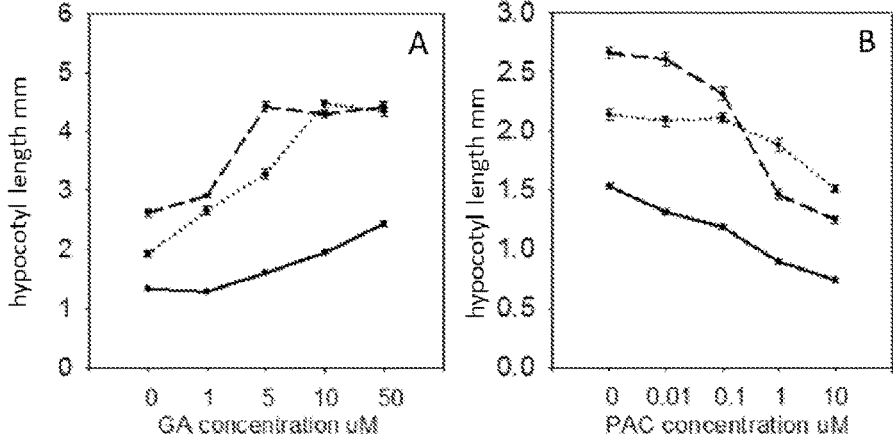 A
hypocotyl length mm
6
5
4
3
2
1
0
0 1 5 10 50
GA concentration uM
B
hypocotyl length mm
3.0
2.5
2.0
1.5
1.0
0.5
0.0
0 0.01 0.1 1 10
PAC concentration uM